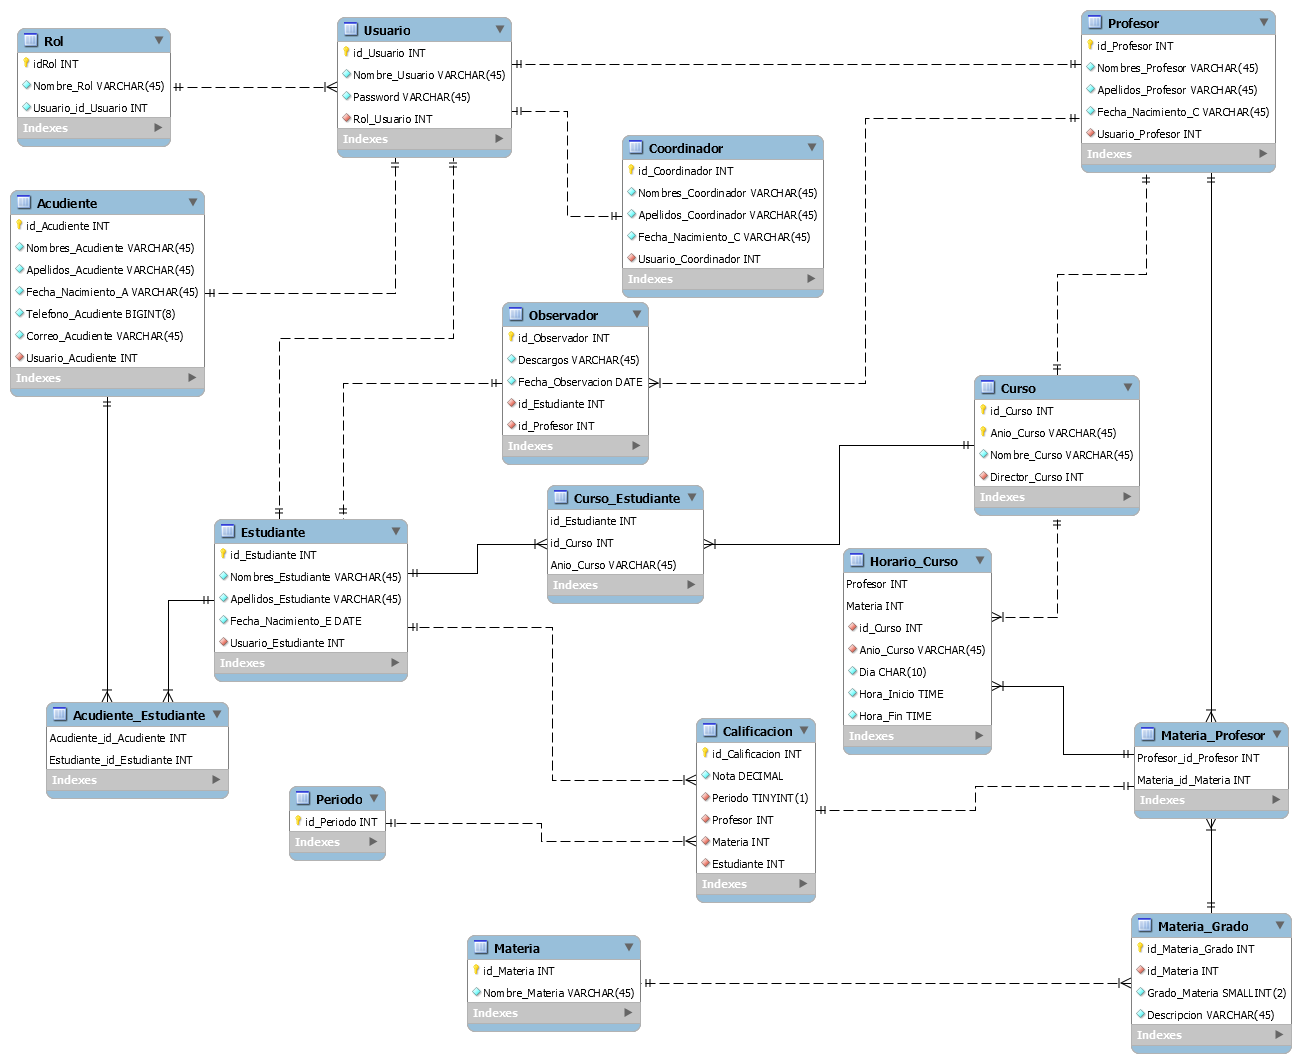 Rol
idRol INT
Nombre_Rol VARCHAR(45)
Usuario_id_Usuario INT
Indexes
Usuario
id_Usuario INT
Nombre_Usuario VARCHAR(45)
Password VARCHAR(45)
Rol_Usuario INT
Indexes
Profesor
id_Profesor INT
Nombres_Profesor VARCHAR(45)
Apellidos_Profesor VARCHAR(45)
Fecha_Nacimiento_C VARCHAR(45)
Usuario_Profesor INT
Indexes
Coordinador
id_Coordinador INT
Nombres_Coordinador VARCHAR(45)
Apellidos_Coordinador VARCHAR(45)
Fecha_Nacimiento_C VARCHAR(45)
Usuario_Coordinador INT
Indexes
Acudiente
id_Acudiente INT
Nombres_Acudiente VARCHAR(45)
Apellidos_Acudiente VARCHAR(45)
Fecha_Nacimiento_A VARCHAR(45)
Telefono_Acudiente BIGINT(8)
Correo_Acudiente VARCHAR(45)
Usuario_Acudiente INT
Indexes
Observador
id_Observador INT
Descargos VARCHAR(45)
Fecha_Observacion DATE
id_Estudiante INT
id_Profesor INT
Indexes
Curso
id_Curso INT
Anio_Curso VARCHAR(45)
Nombre_Curso VARCHAR(45)
Director_Curso INT
Indexes
Curso_Estudiante
id_Estudiante INT
id_Curso INT
Anio_Curso VARCHAR(45)
Indexes
Estudiante
id_Estudiante INT
Nombres_Estudiante VARCHAR(45)
Apellidos_Estudiante VARCHAR(45)
Fecha_Nacimiento_E DATE
Usuario_Estudiante INT
Indexes
Horario_Curso
Profesor INT
Materia INT
id_Curso INT
Anio_Curso VARCHAR(45)
Dia CHAR(10)
Hora_Inicio TIME
Hora_Fin TIME
Indexes
Acudiente_Estudiante
Acudiente_id_Acudiente INT
Estudiante_id_Estudiante INT
Indexes
Calificacion
id_Calificacion INT
Nota DECIMAL
Periodo TINYINT(1)
Profesor INT
Materia INT
Estudiante INT
Indexes
Materia_Profesor
Profesor_id_Profesor INT
Materia_id_Materia INT
Indexes
Periodo
id_Periodo INT
Indexes
Materia
id_Materia INT
Nombre_Materia VARCHAR(45)
Indexes
Materia_Grado
id_Materia_Grado INT
id_Materia INT
Grado_Materia SMALLINT(2)
Descripcion VARCHAR(45)
Indexes